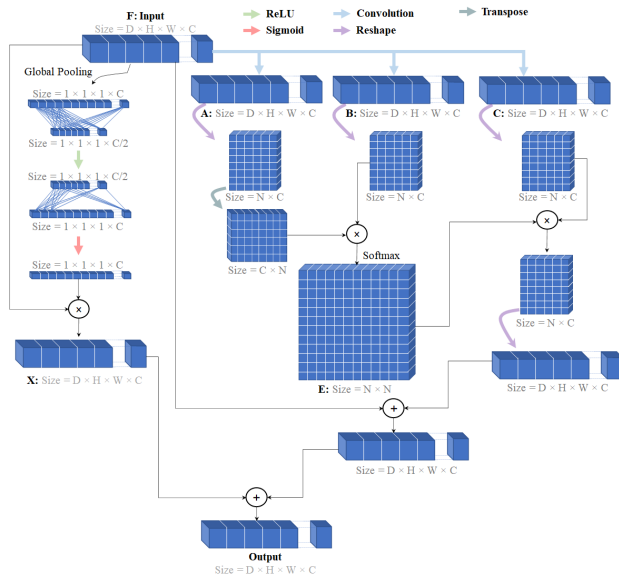 F: Input
Size = D × H × W × C
ReLU
Sigmoid
Convolution
Reshape
Transpose
Global Pooling
Size = 1 × 1 × 1 × C
Size = 1 × 1 × 1 × C/2
Size = 1 × 1 × 1 × C/2
Size = 1 × 1 × 1 × C
Size = 1 × 1 × 1 × C
×
X: Size = D × H × W × C
A: Size = D × H × W × C
B: Size = D × H × W × C
C: Size = D × H × W × C
Size = N × C
Size = N × C
Size = N × C
Size = C × N
×
×
Softmax
Size = N × C
E: Size = N × N
Size = D × H × W × C
+
Size = D × H × W × C
+
Output
Size = D × H × W × C